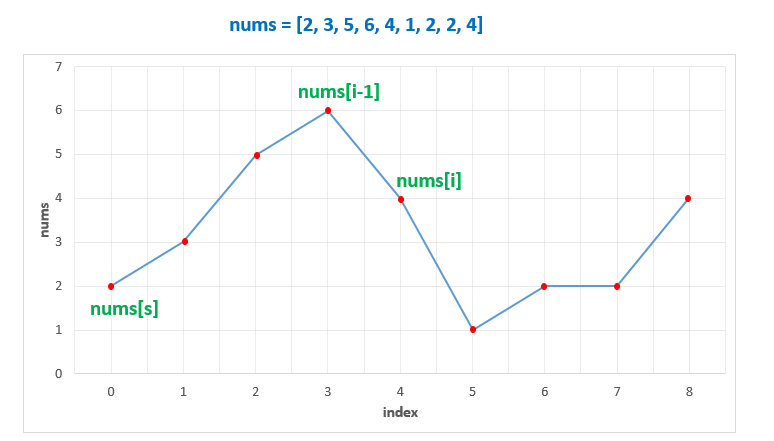 nums = [2, 3, 5, 6, 4, 1, 2, 2, 4]
7
nums[i-1]
6
5
nums[i]
4
nums
3
2
nums[s]
1
0
0 1 2 3 4 5 6 7 8
index